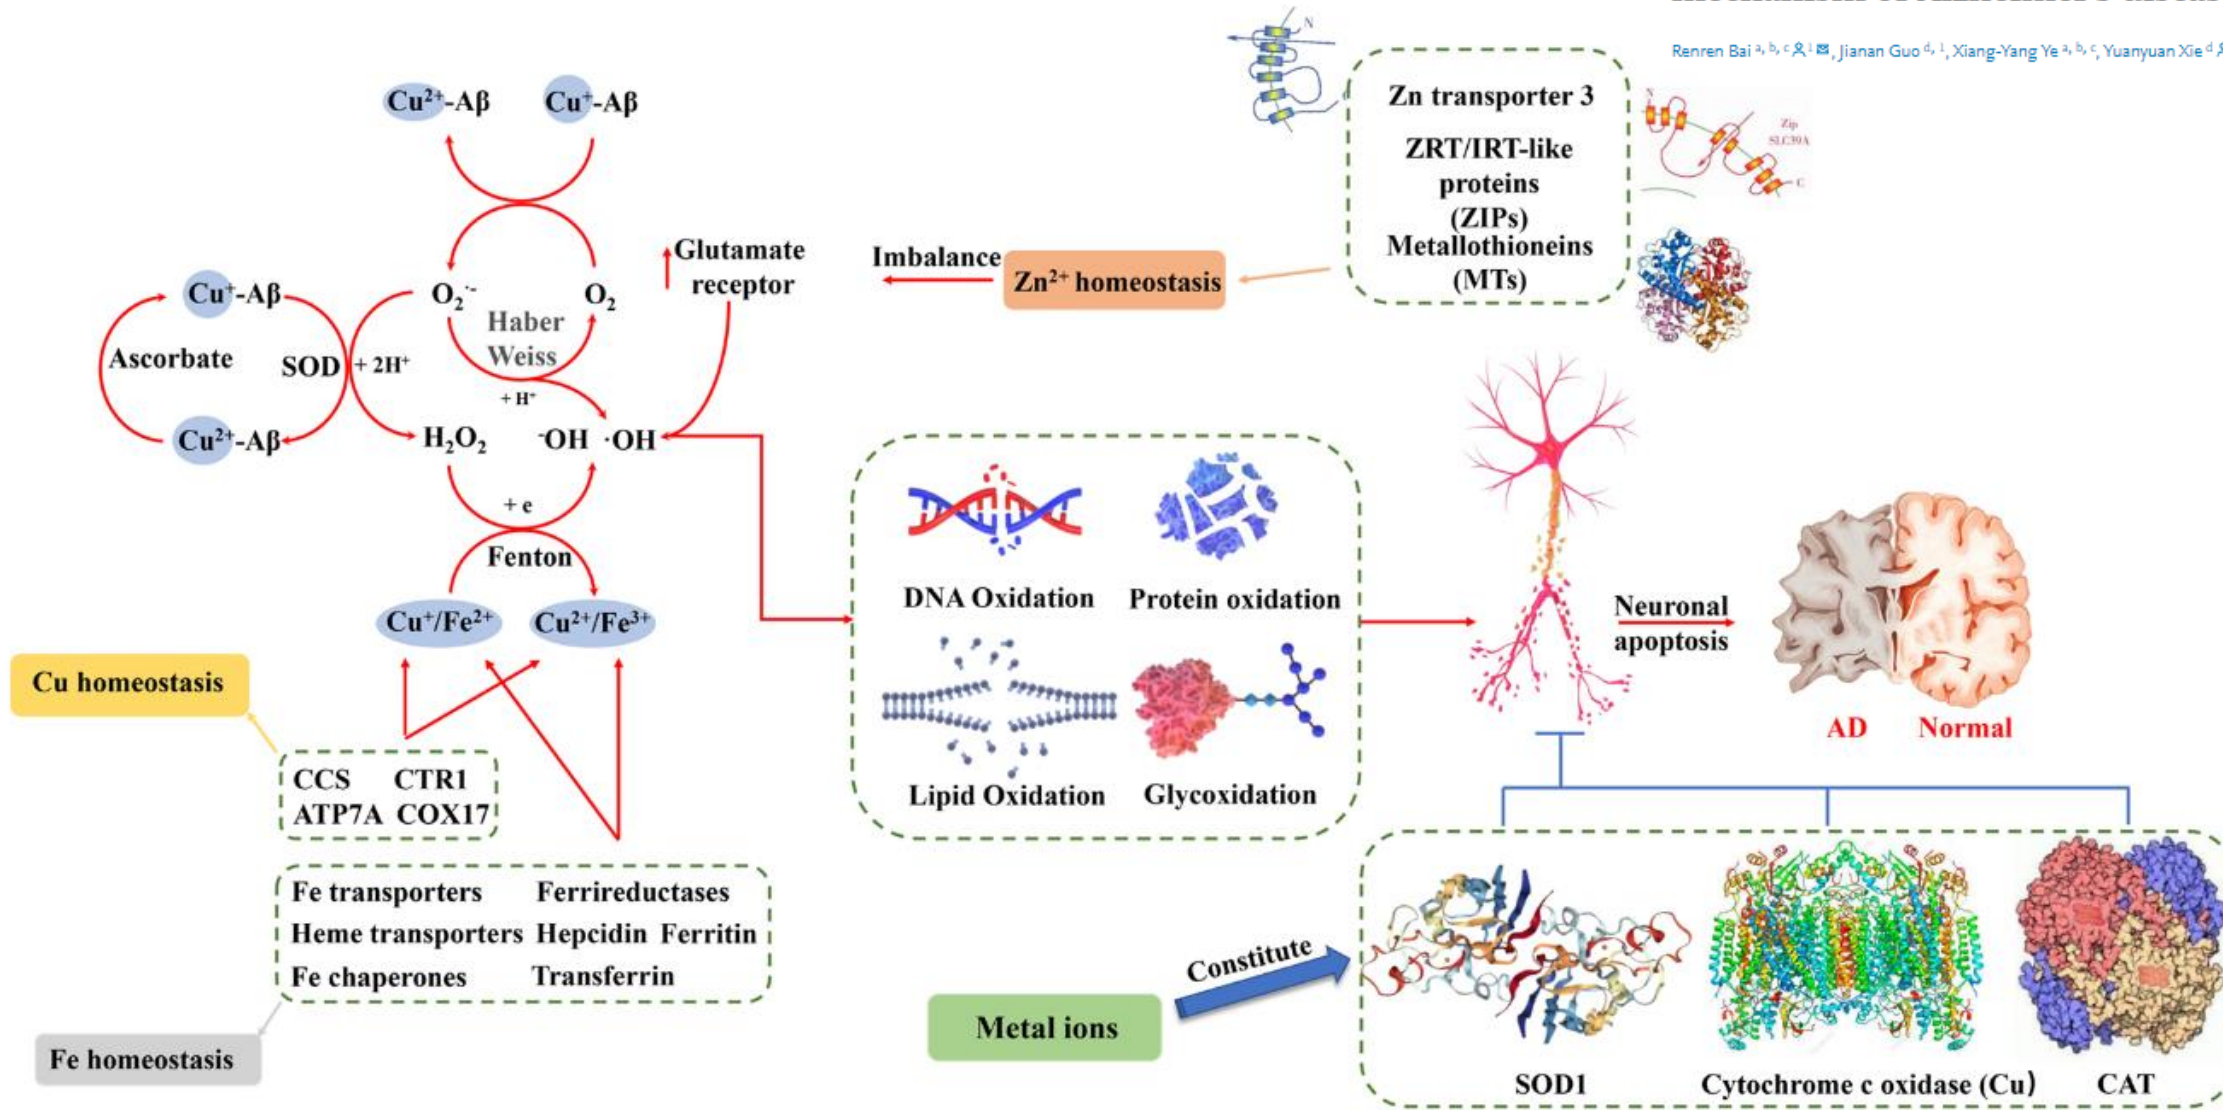 Renren Bai a, b, c 1, Jianan Guo d, 1, Xiang-Yang Ye a, b, c, Yuanyuan Xie d
Cu²⁺-Aβ
Cu⁺-Aβ
N
Zn transporter 3
ZRT/IRT-like
proteins
(ZIPs)
Metallothioneins
(MTs)
N
Zip
SLC39A
C
Glutamate
receptor
Imbalance
Zn²⁺ homeostasis
Cu⁺-Aβ
O₂˙⁻
O₂
Haber
Weiss
Ascorbate
SOD
+ 2H⁺
+ H⁺
Cu²⁺-Aβ
H₂O₂
⁻OH ·OH
+ e
Fenton
Cu⁺/Fe²⁺
Cu²⁺/Fe³⁺
DNA Oxidation
Protein oxidation
Lipid Oxidation
Glycoxidation
Neuronal
apoptosis
AD
Normal
Cu homeostasis
CCS CTR1
ATP7A COX17
Fe transporters Ferrireductases
Heme transporters Hepcidin Ferritin
Fe chaperones Transferrin
Fe homeostasis
Metal ions
Constitute
SOD1
Cytochrome c oxidase (Cu)
CAT